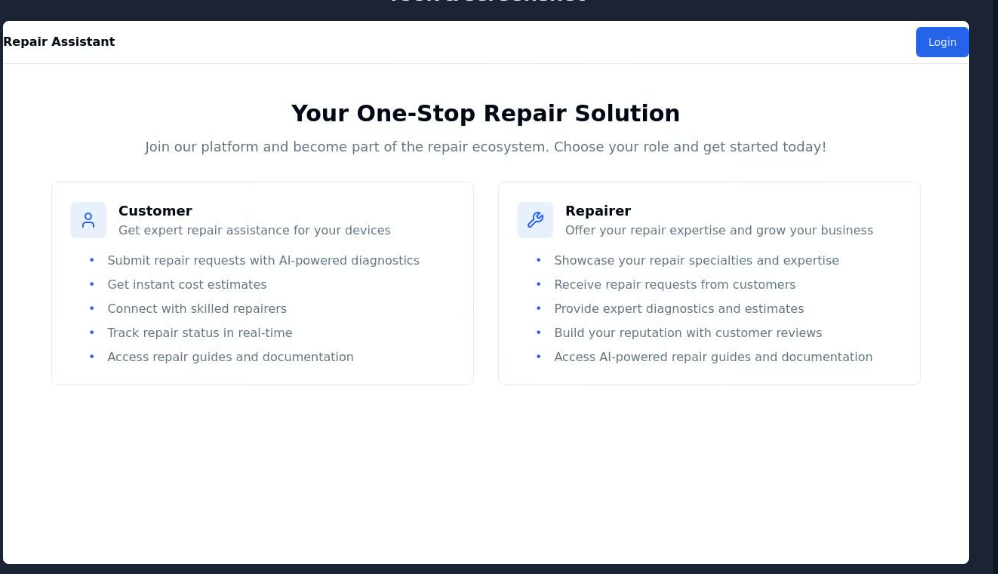 Repair Assistant
Login
Your One-Stop Repair Solution
Join our platform and become part of the repair ecosystem. Choose your role and get started today!
Customer
Get expert repair assistance for your devices
• Submit repair requests with AI-powered diagnostics
• Get instant cost estimates
• Connect with skilled repairers
• Track repair status in real-time
• Access repair guides and documentation
Repairer
Offer your repair expertise and grow your business
• Showcase your repair specialties and expertise
• Receive repair requests from customers
• Provide expert diagnostics and estimates
• Build your reputation with customer reviews
• Access AI-powered repair guides and documentation